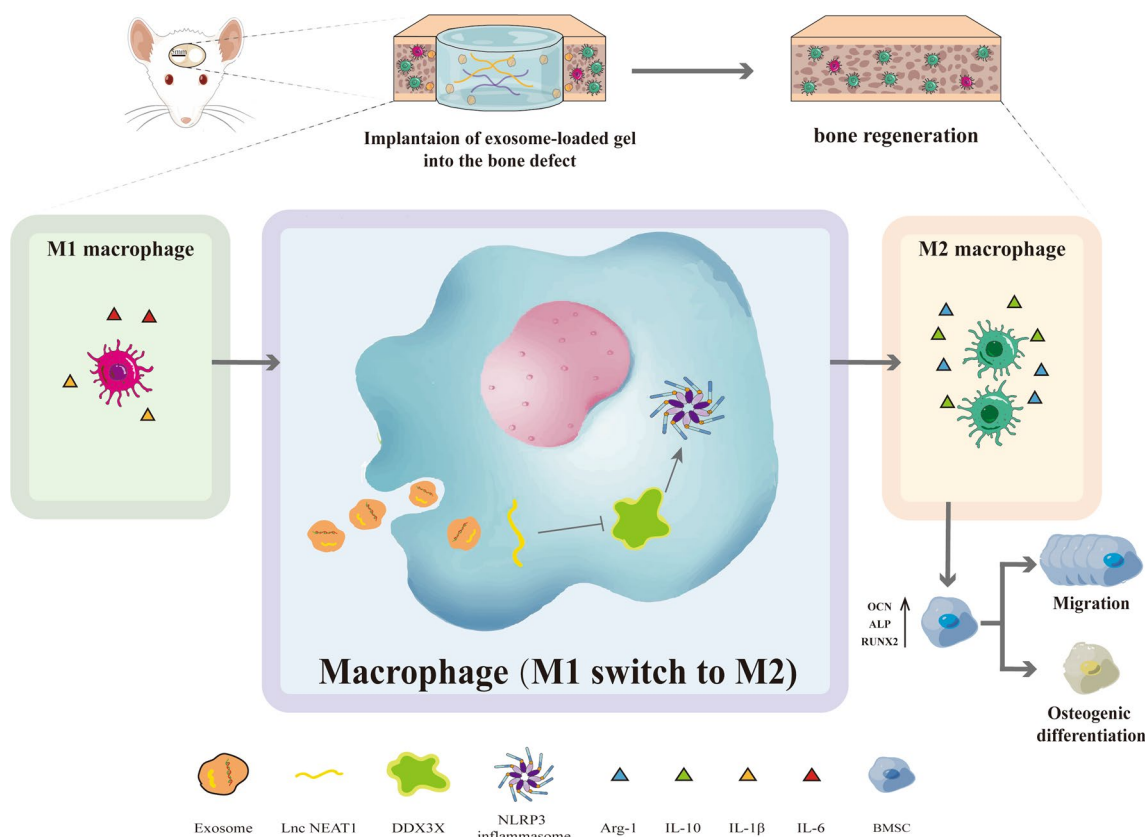 5mm
Implantaion of exosome-loaded gel
into the bone defect
bone regeneration
M1 macrophage
M2 macrophage
Macrophage (M1 switch to M2)
OCN
ALP
RUNX2
Migration
Osteogenic
differentiation
Exosome
Lnc NEAT1
DDX3X
NLRP3
inflammasome
Arg-1
IL-10
IL-1β
IL-6
BMSC